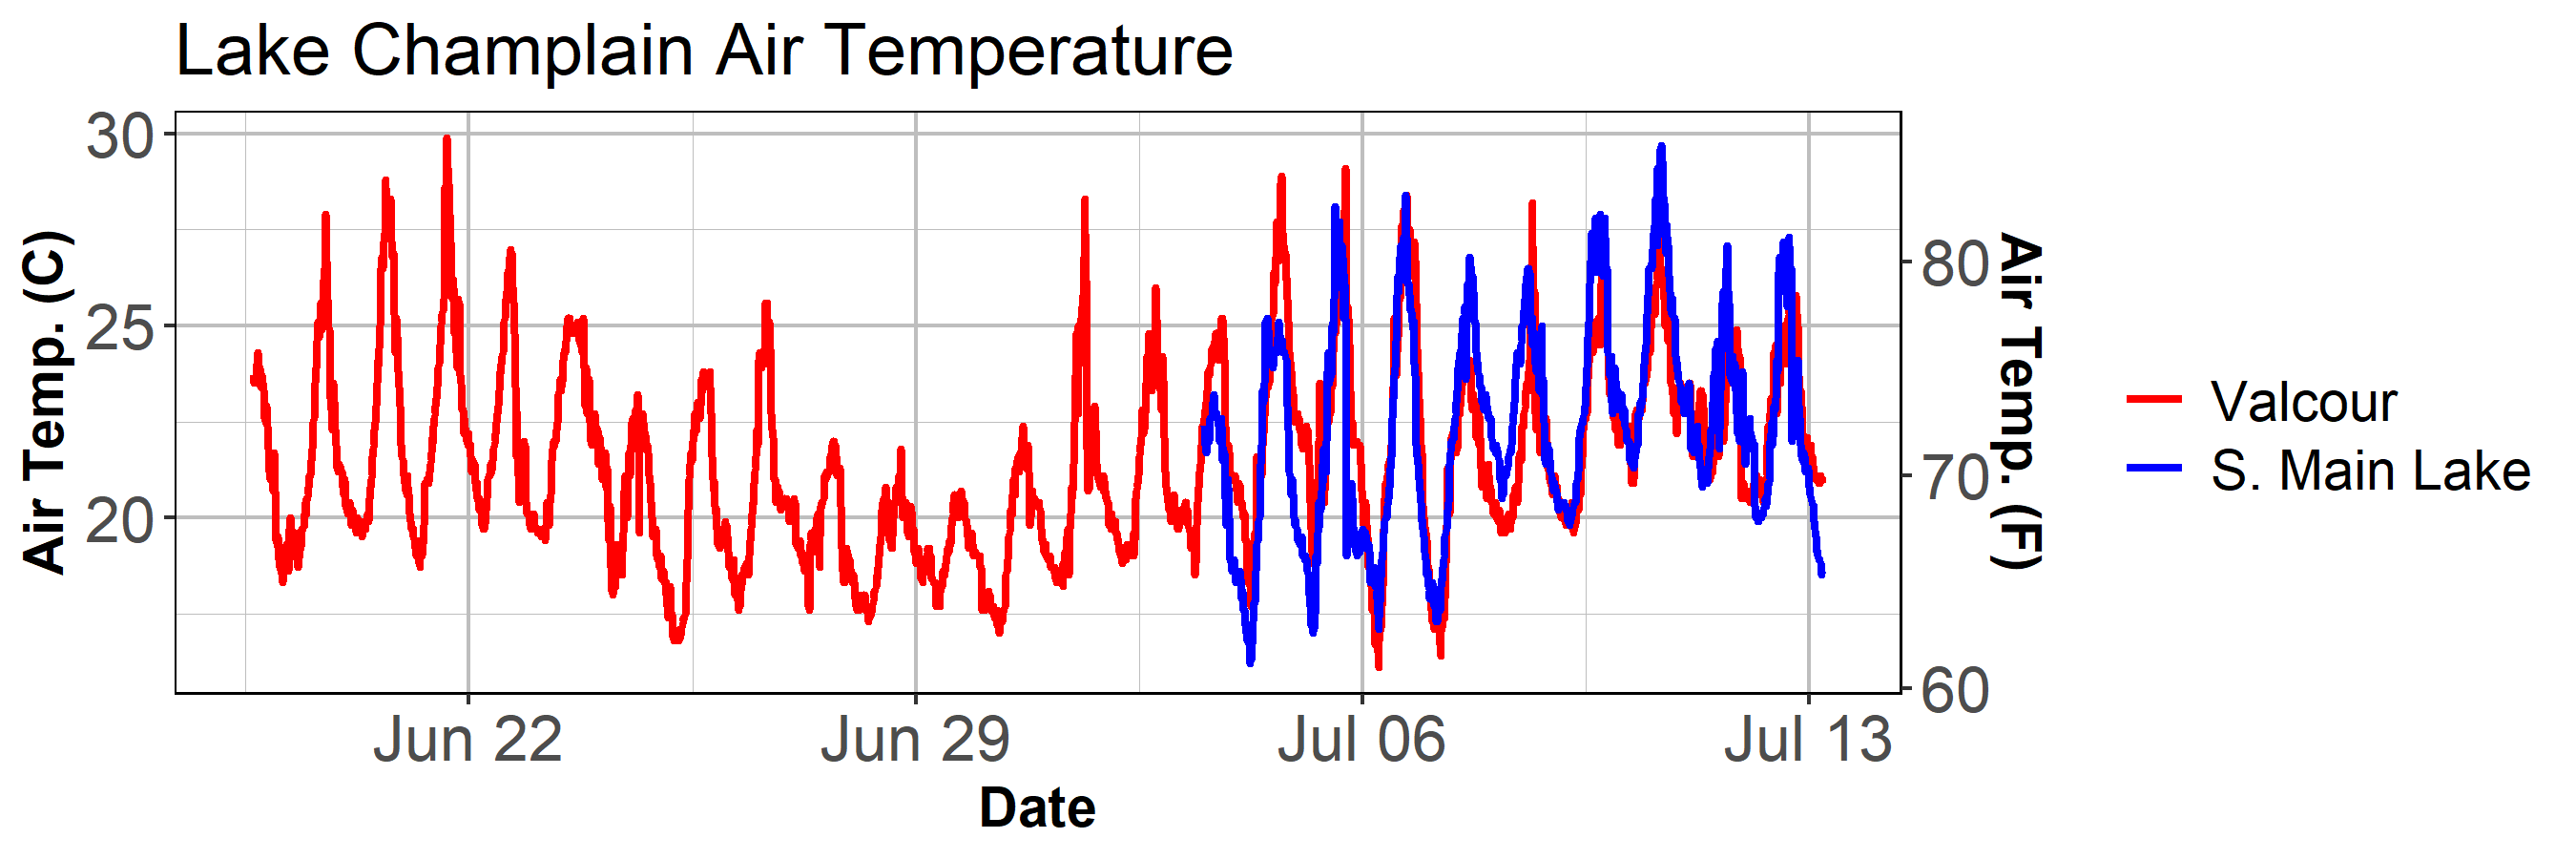 Lake Champlain Air Temperature
Air Temp. (C)
30
25
20
Air Temp. (F)
80
70
60
Jun 22
Jun 29
Jul 06
Jul 13
Date
Valcour
S. Main Lake